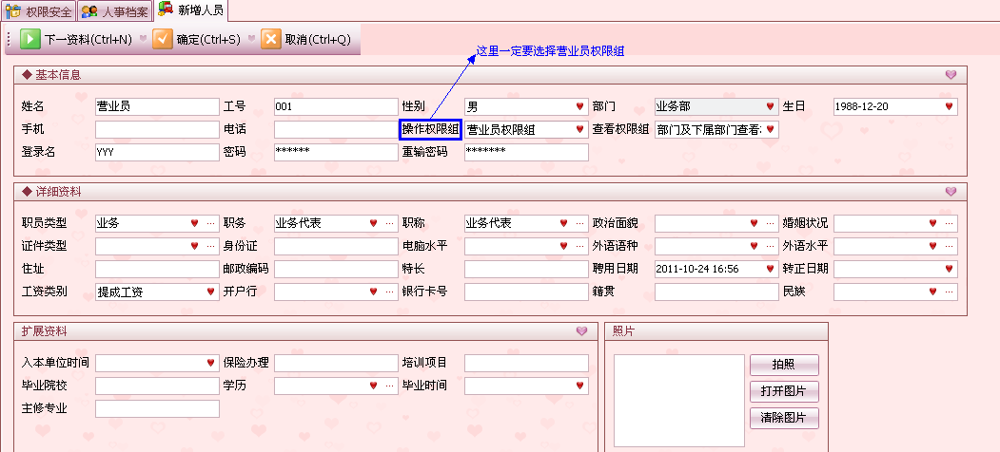 权限安全 人事档案 新增人员
下一资料(Ctrl+N) 确定(Ctrl+S) 取消(Ctrl+Q)
这里一定要选择营业员权限组
基本信息
姓名 营业员 工号 001 性别 男 部门 业务部 生日 1988-12-20
手机 电话 操作权限组 营业员权限组 查看权限组 部门及下属部门查看
登录名 YYY 密码 ****** 重输密码 *******
详细资料
职员类型 业务 职务 业务代表 职称 业务代表 政治面貌 婚姻状况
证件类型 身份证 电脑水平 外语语种 外语水平
住址 邮政编码 特长 聘用日期 2011-10-24 16:56 转正日期
工资类别 提成工资 开户行 银行卡号 籍贯 民族
扩展资料 照片
入本单位时间 保险办理 培训项目 拍照
毕业院校 学历 毕业时间 打开图片
主修专业 清除图片